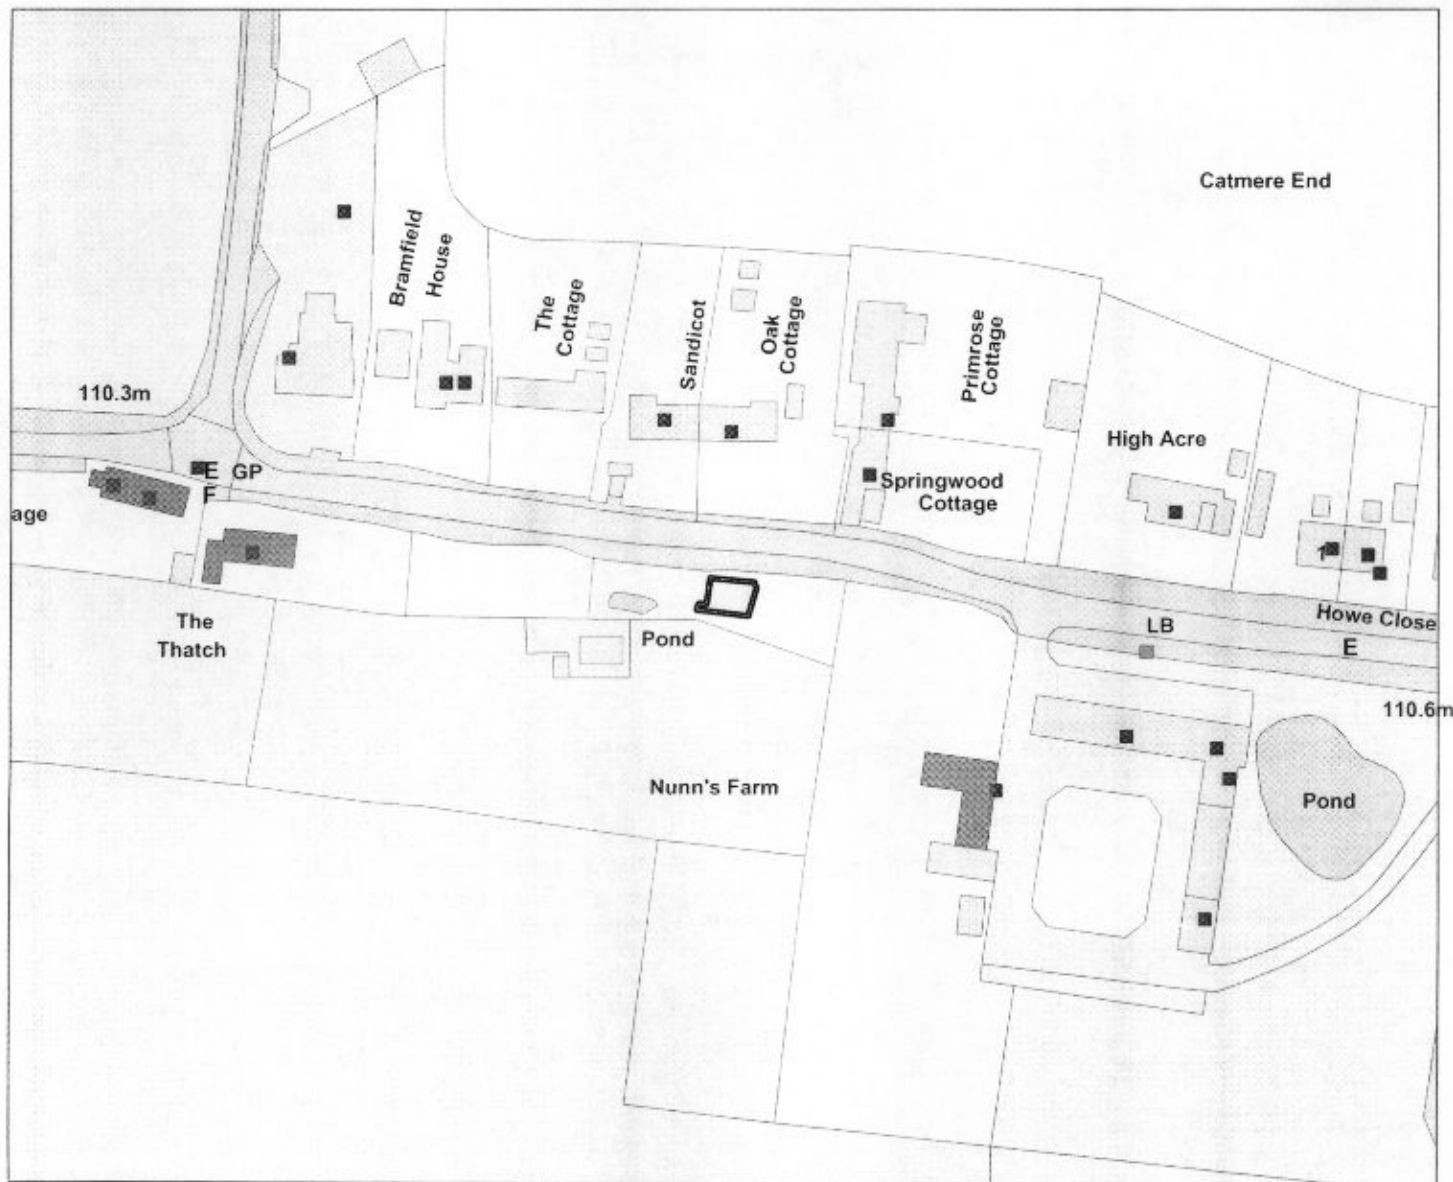 Catmere End
Bramfield
House
The
Cottage
Sandicot
Oak
Cottage
Primrose
Cottage
110.3m
High Acre
E GP
F
Springwood
Cottage
age
1
Howe Close
The
Thatch
Pond
LB
E
110.6m
Nunn's Farm
Pond